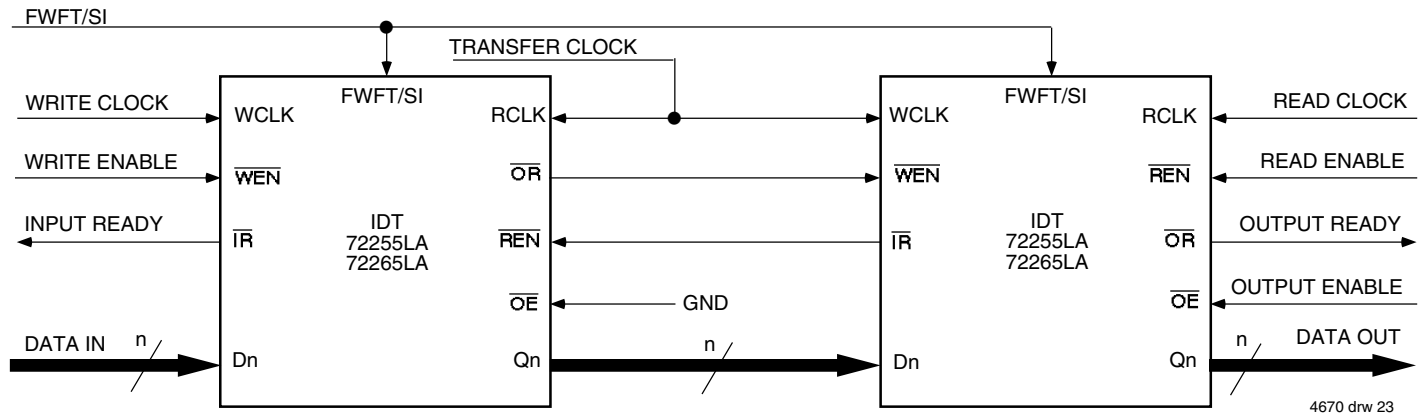 FWFT/SI
TRANSFER CLOCK
FWFT/SI
FWFT/SI
WRITE CLOCK
WCLK
RCLK
WCLK
RCLK
READ CLOCK
WRITE ENABLE
WEN
OR
WEN
REN
READ ENABLE
INPUT READY
IR
IDT
72255LA
72265LA
REN
IR
IDT
72255LA
72265LA
OR
OUTPUT READY
OE
GND
OE
OUTPUT ENABLE
DATA IN
n
Dn
Qn
n
Dn
Qn
n
DATA OUT
4670 drw 23